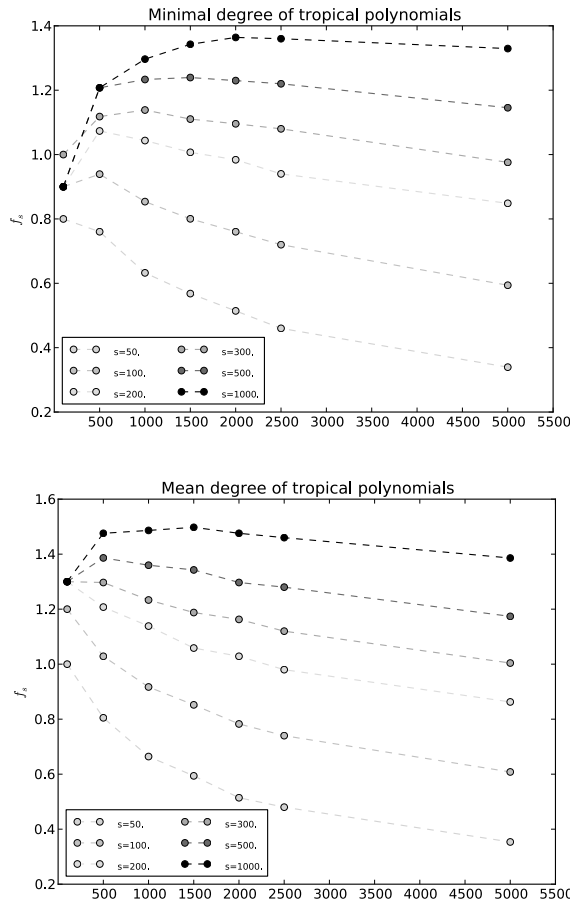 Minimal degree of tropical polynomials
1.4
1.2
1.0
0.8
0.6
0.4
0.2
f_s
s=50.
s=100.
s=200.
s=300.
s=500.
s=1000.
500 1000 1500 2000 2500 3000 3500 4000 4500 5000 5500
Mean degree of tropical polynomials
1.6
1.4
1.2
1.0
0.8
0.6
0.4
0.2
f_s
s=50.
s=100.
s=200.
s=300.
s=500.
s=1000.
500 1000 1500 2000 2500 3000 3500 4000 4500 5000 5500